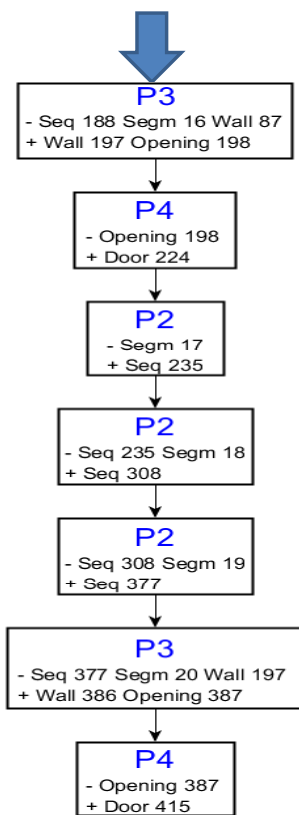 P3
- Seq 188 Segm 16 Wall 87
+ Wall 197 Opening 198
P4
- Opening 198
+ Door 224
P2
- Segm 17
+ Seq 235
P2
- Seq 235 Segm 18
+ Seq 308
P2
- Seq 308 Segm 19
+ Seq 377
P3
- Seq 377 Segm 20 Wall 197
+ Wall 386 Opening 387
P4
- Opening 387
+ Door 415